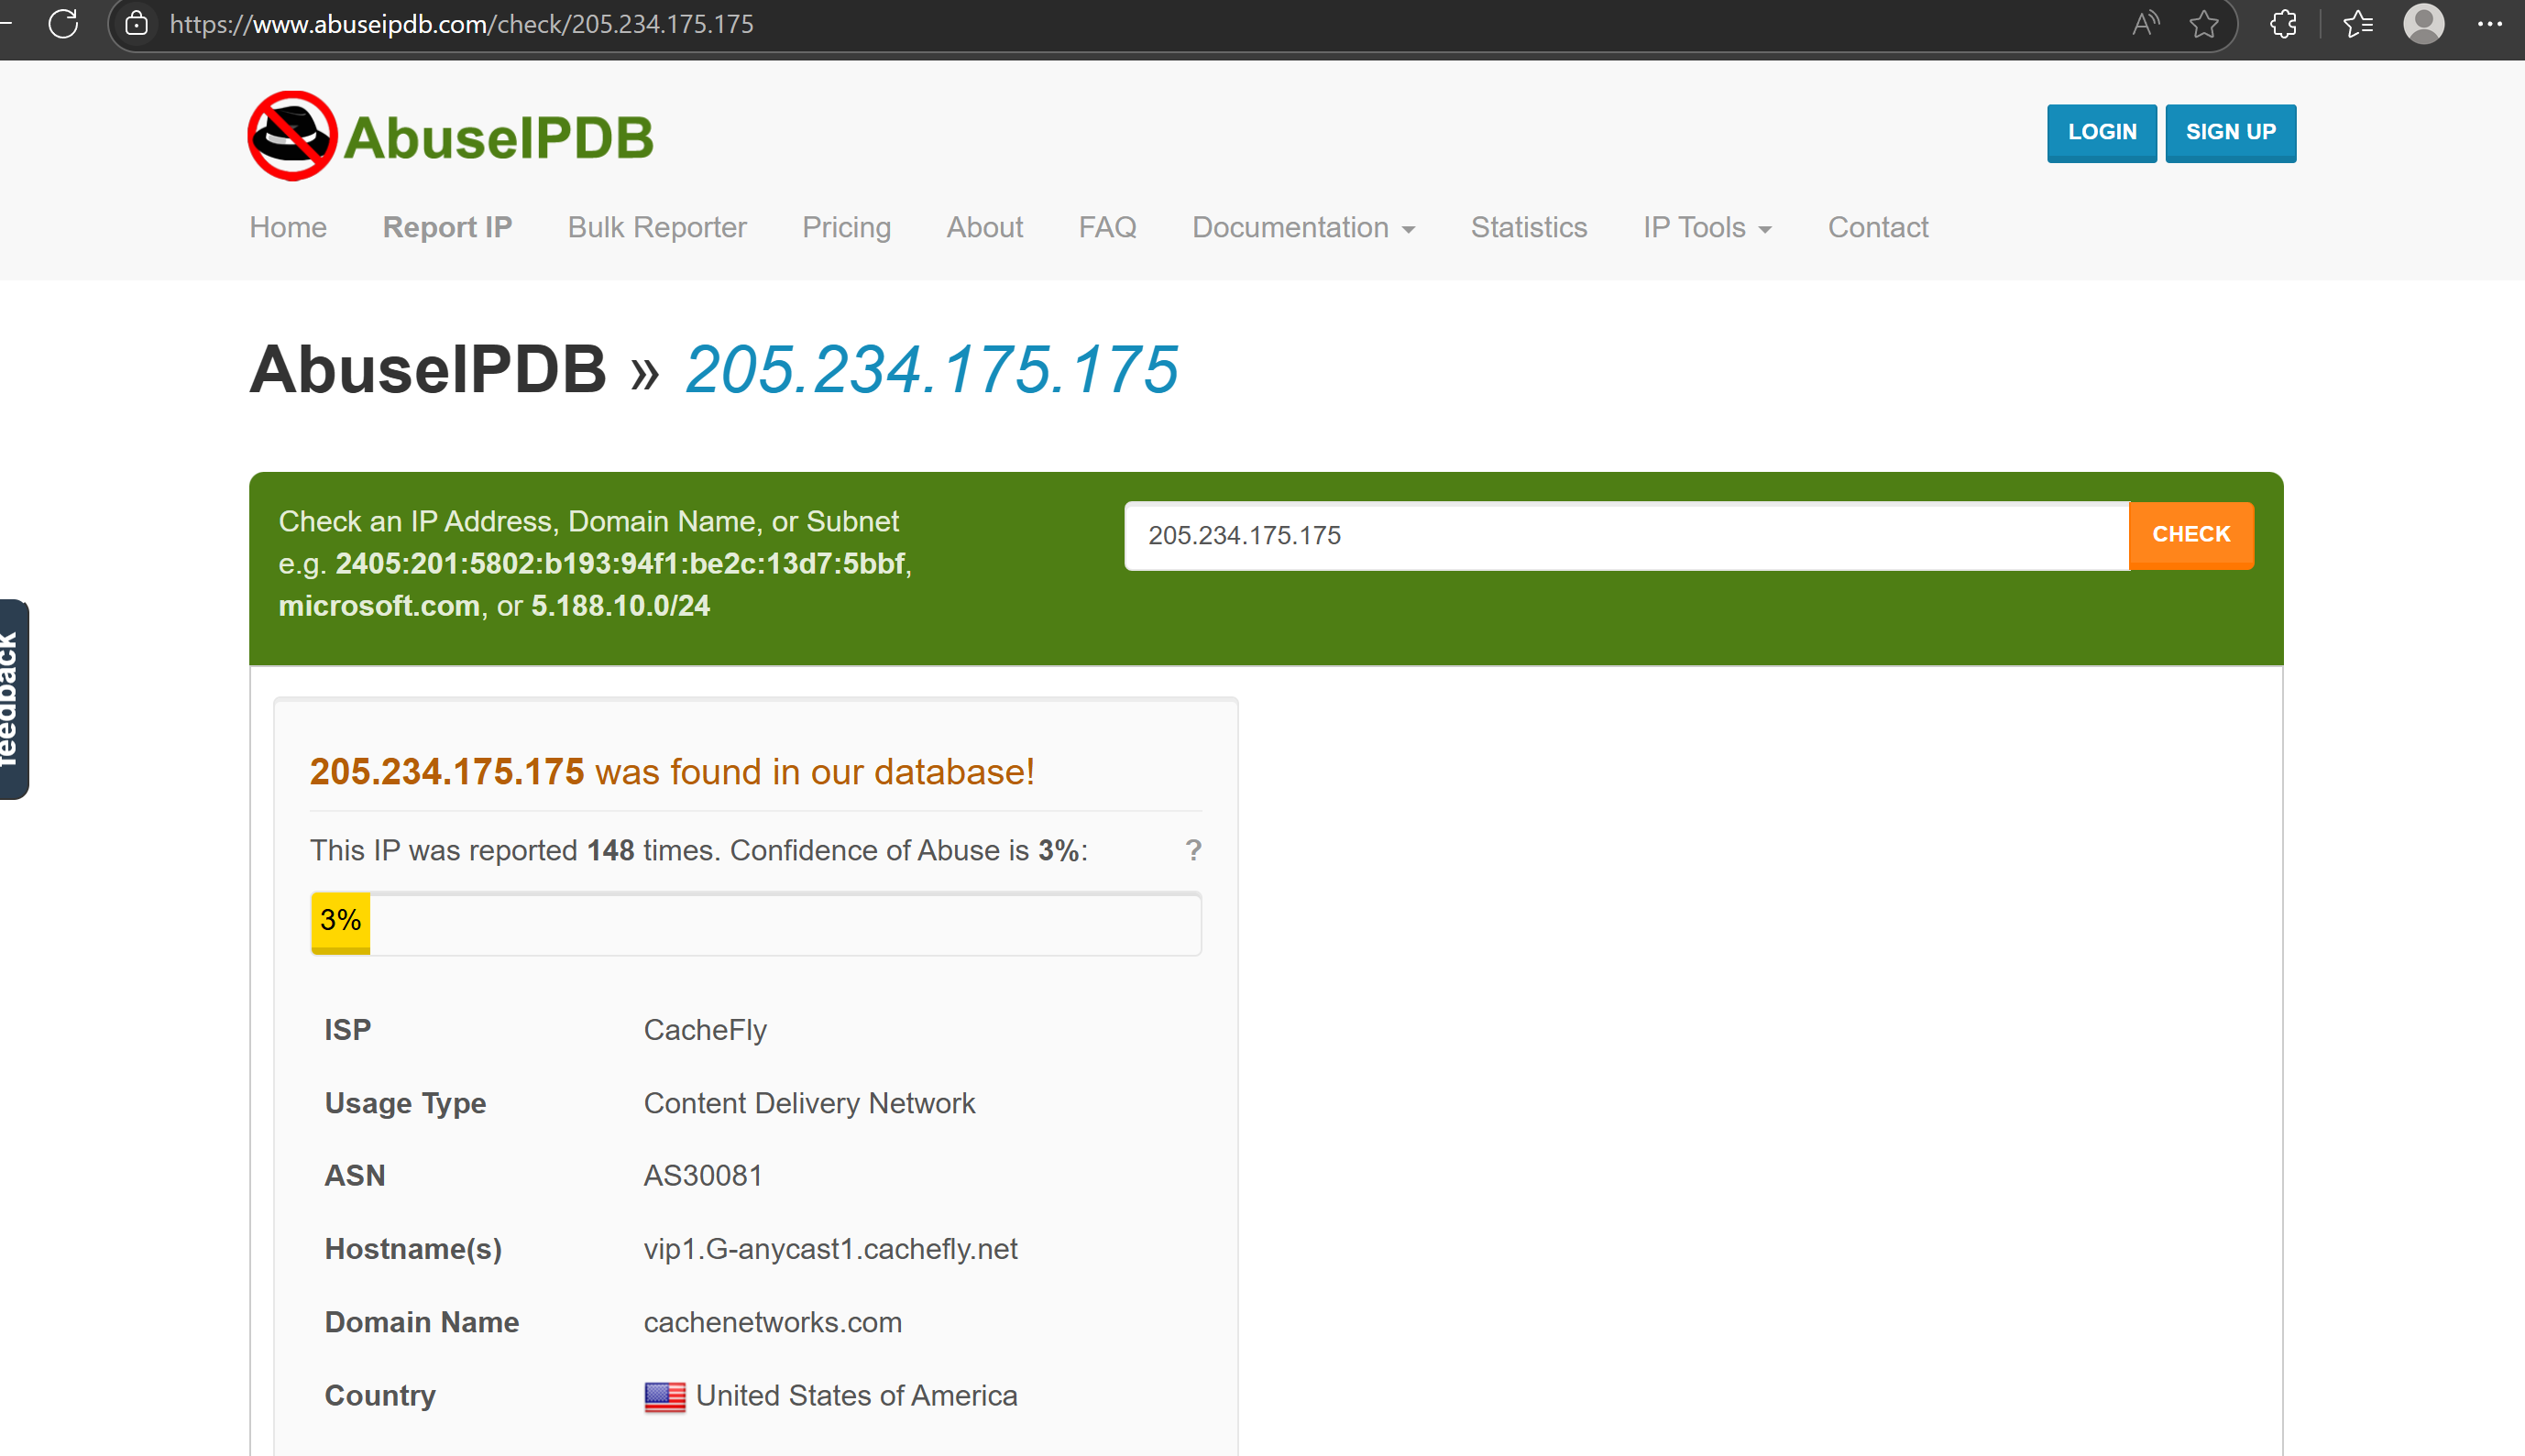 https://www.abuseipdb.com/check/205.234.175.175
AbuseIPDB
LOGIN
SIGN UP
Home
Report IP
Bulk Reporter
Pricing
About
FAQ
Documentation
Statistics
IP Tools
Contact
AbuseIPDB » 205.234.175.175
Check an IP Address, Domain Name, or Subnet
e.g. 2405:201:5802:b193:94f1:be2c:13d7:5bbf,
microsoft.com, or 5.188.10.0/24
205.234.175.175
CHECK
feedback
205.234.175.175 was found in our database!
This IP was reported 148 times. Confidence of Abuse is 3%: ?
3%
ISP CacheFly
Usage Type Content Delivery Network
ASN AS30081
Hostname(s) vip1.G-anycast1.cachefly.net
Domain Name cachenetworks.com
Country United States of America